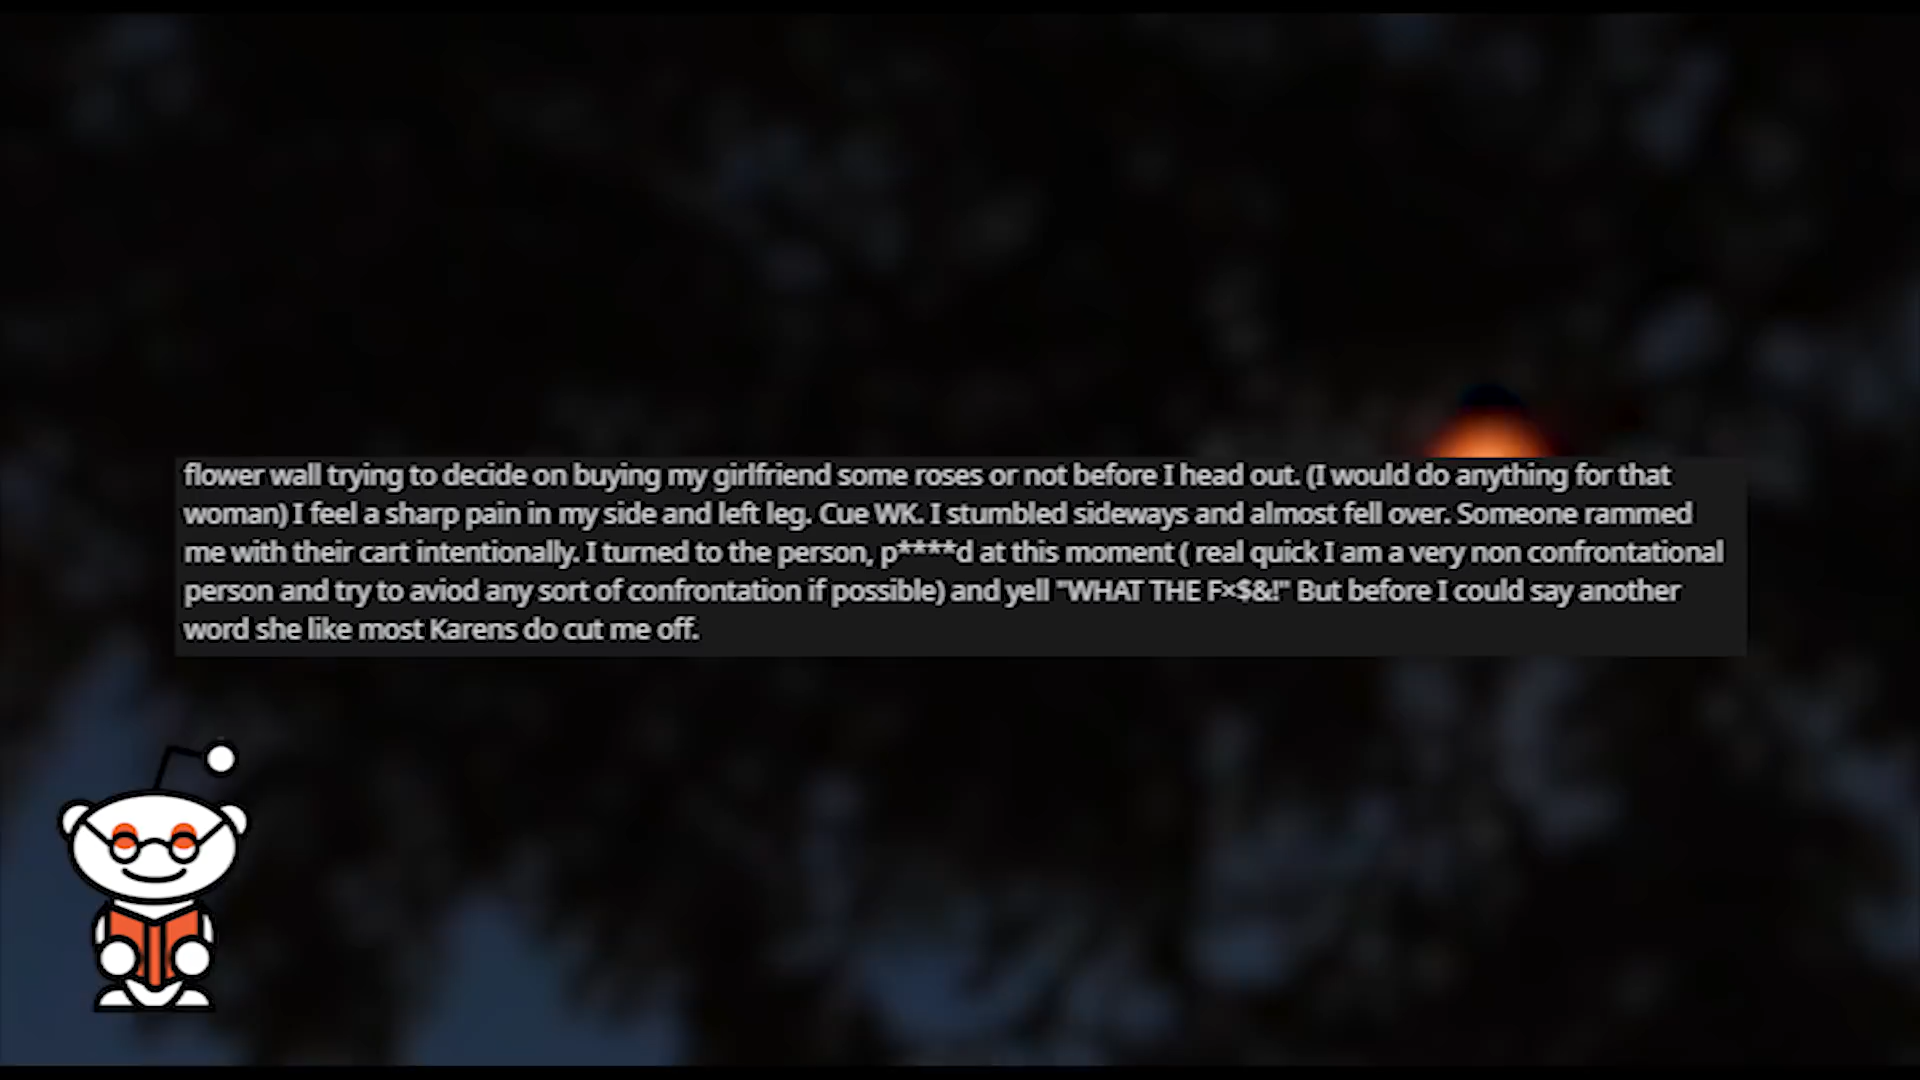 flower wall trying to decide on buying my girlfriend some roses or not before I head out. (I would do anything for that
woman) I feel a sharp pain in my side and left leg. Cue WK. I stumbled sideways and almost fell over. Someone rammed
me with their cart intentionally. I turned to the person, p****d at this moment ( real quick I am a very non confrontational
person and try to aviod any sort of confrontation if possible) and yell "WHAT THE F×$&!" But before I could say another
word she like most Karens do cut me off.